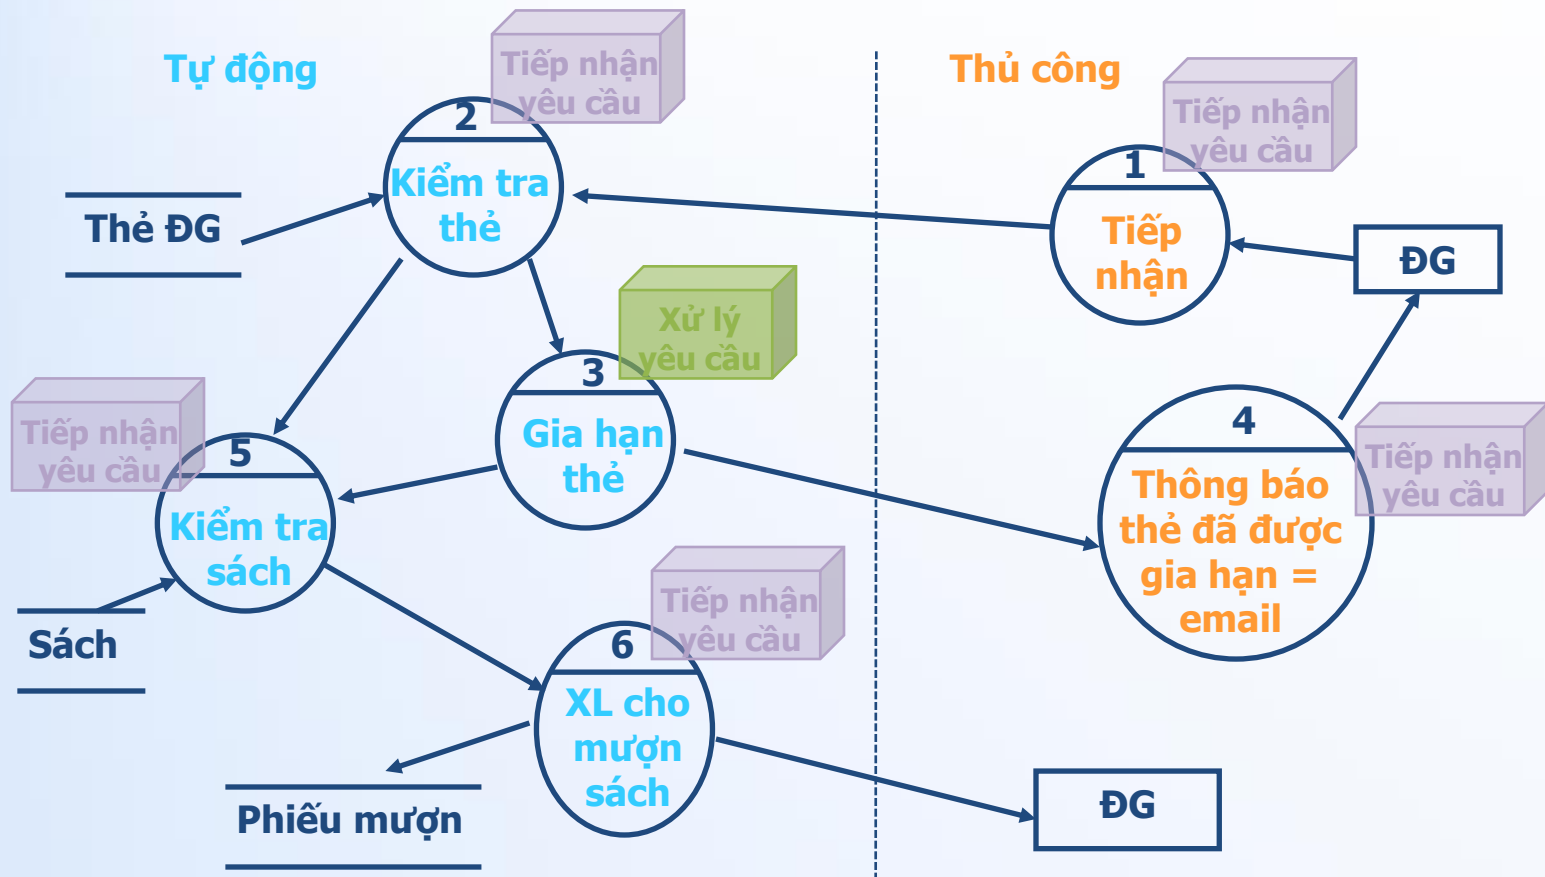 Tự động
Thủ công
Tiếp nhận
yêu cầu
2
Kiểm tra
thẻ
Thẻ ĐG
Tiếp nhận
yêu cầu
1
Tiếp
nhận
ĐG
Xử lý
yêu cầu
3
Gia hạn
thẻ
Tiếp nhận
yêu cầu
5
Kiểm tra
sách
Sách
Tiếp nhận
yêu cầu
4
Thông báo
thẻ đã được
gia hạn =
email
Tiếp nhận
yêu cầu
6
XL cho
mượn
sách
Phiếu mượn
ĐG